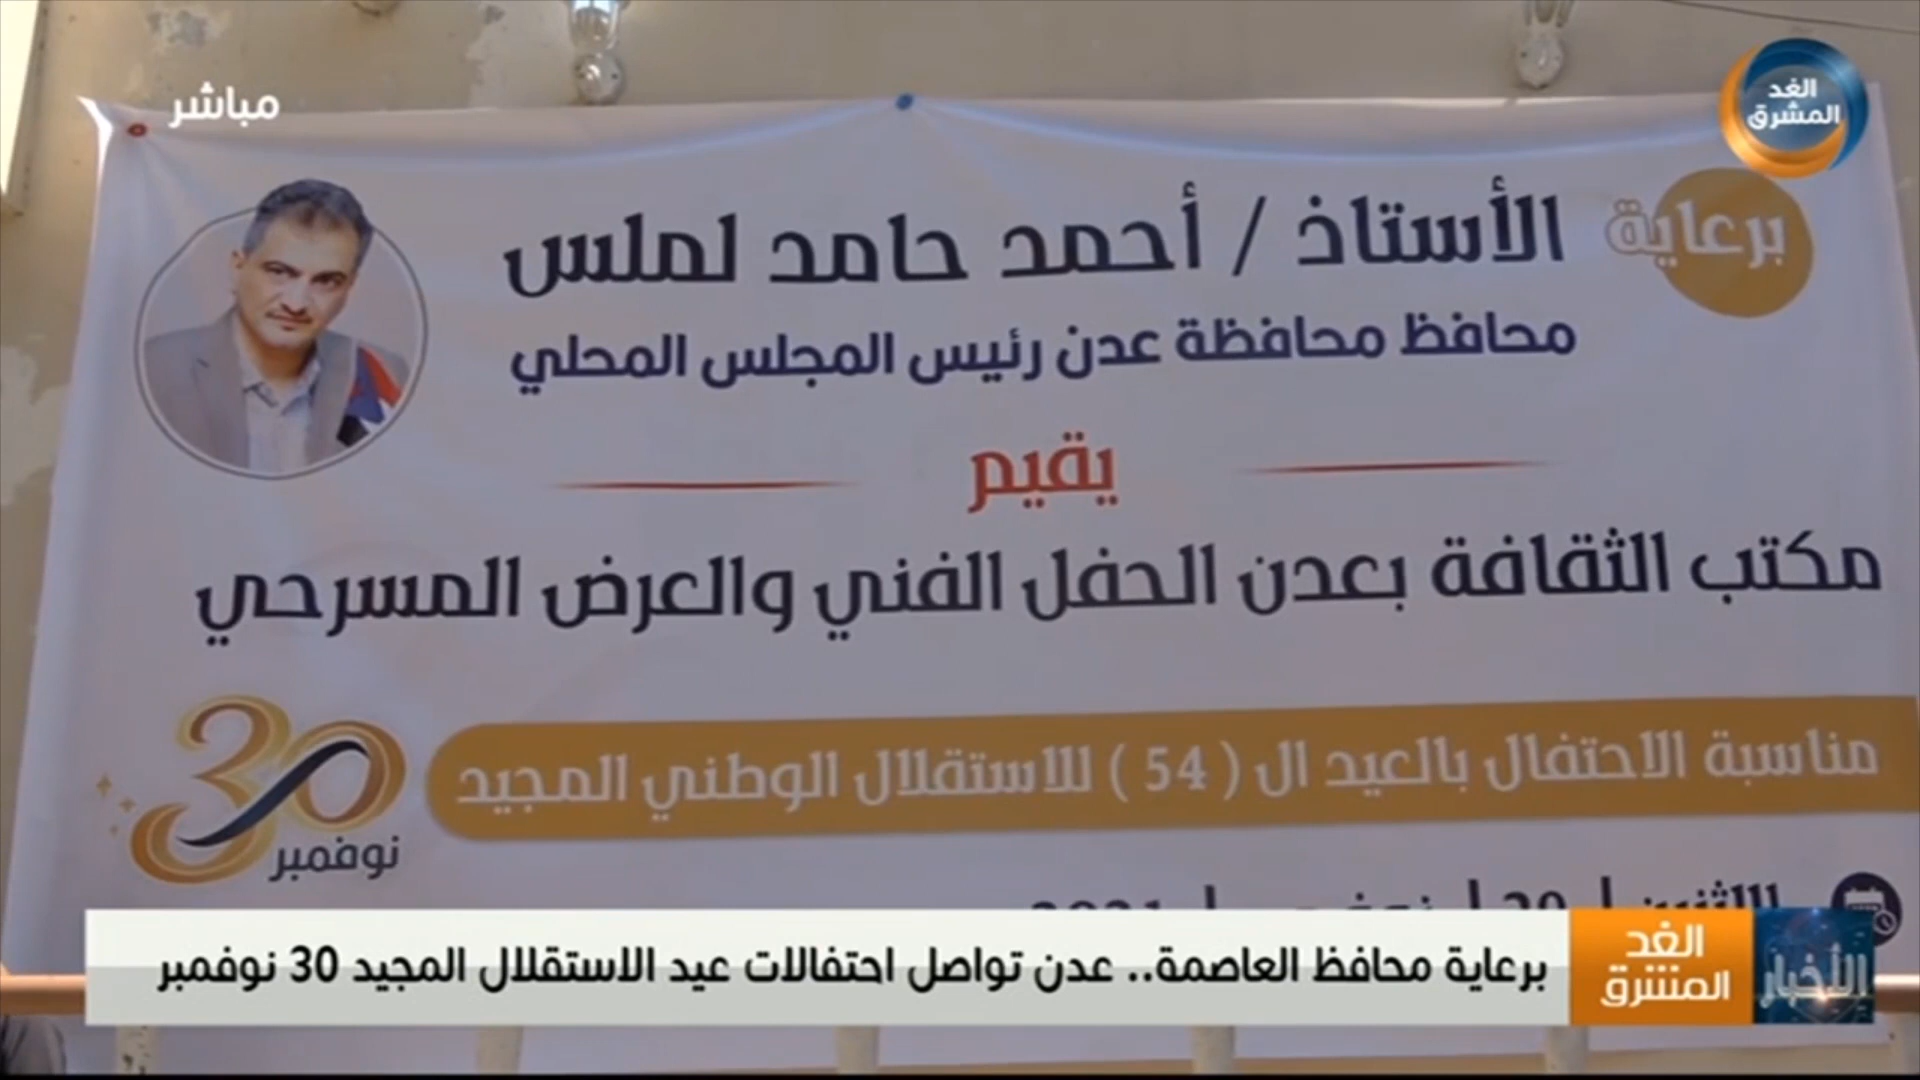 مباشر
الغد
المشرق
برعاية
الأستاذ / أحمد حامد لملس
محافظ محافظة عدن رئيس المجلس المحلي
يقيم
مكتب الثقافة بعدن الحفل الفني والعرض المسرحي
مناسبة الاحتفال بالعيد ال ( 54 ) للاستقلال الوطني المجيد
30
نوفمبر
برعاية محافظ العاصمة.. عدن تواصل احتفالات عيد الاستقلال المجيد 30 نوفمبر
الغد
المشرق
الأخبار